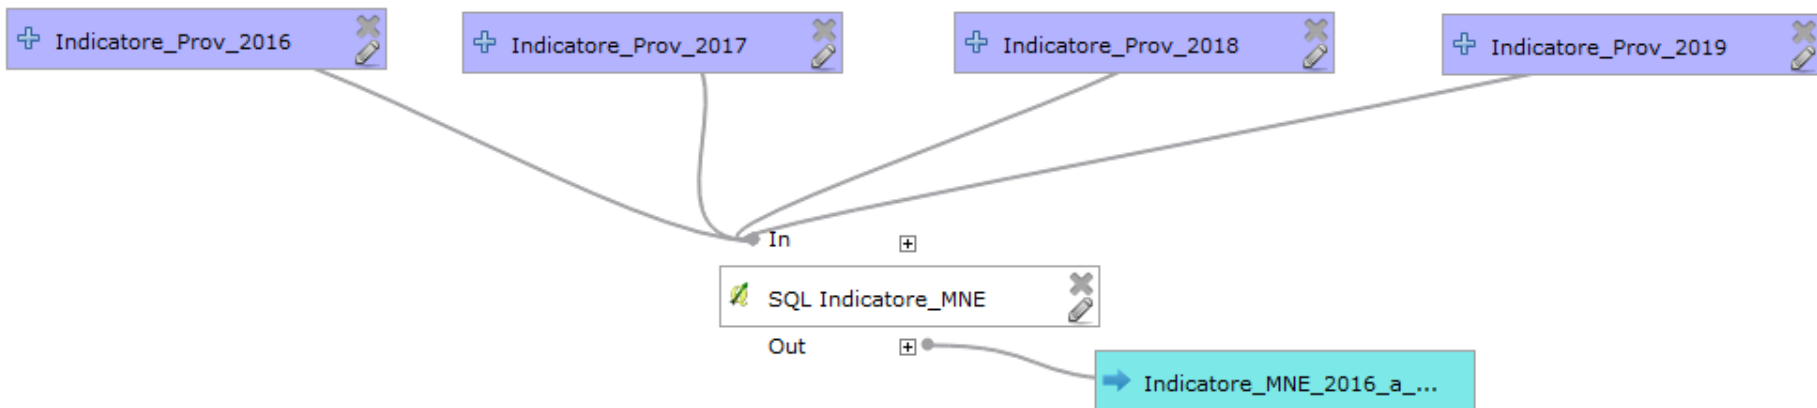 Indicatore_Prov_2016
Indicatore_Prov_2017
Indicatore_Prov_2018
Indicatore_Prov_2019
In
SQL Indicatore_MNE
Out
Indicatore_MNE_2016_a_...